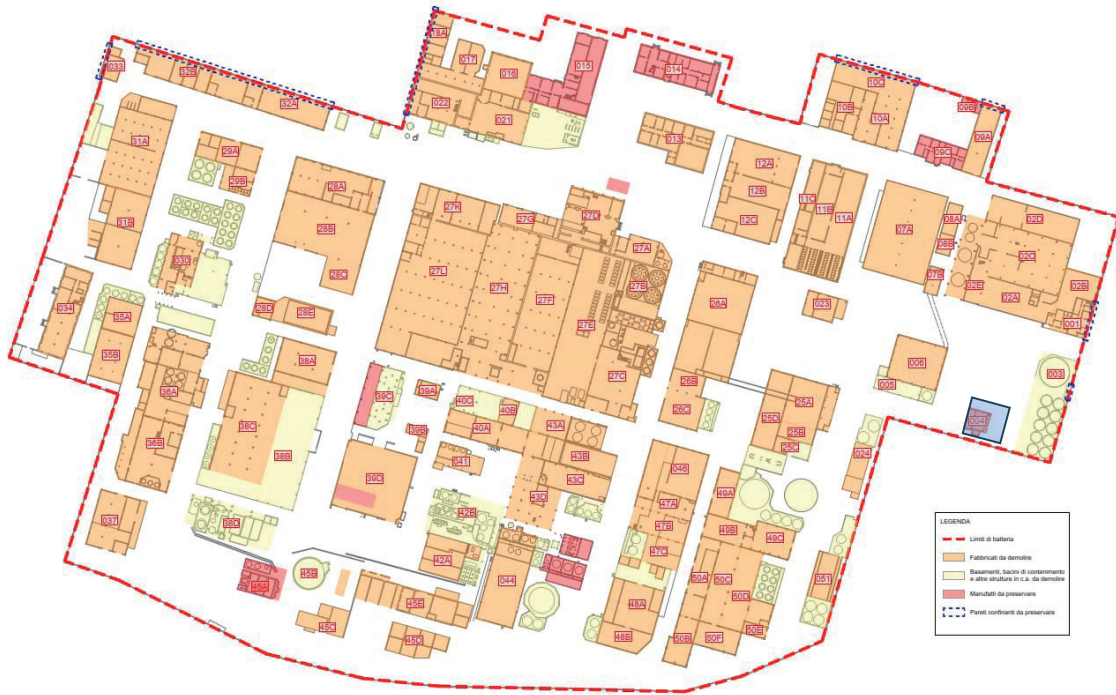 18A
017
016
015
014
033
32B
32A
022
021
10C
10B
10A
09B
09A
09C
013
31A
29A
29B
12A
12B
12C
11C
11B
11A
28A
28B
28C
27K
27G
27D
27A
27B
27L
27H
27F
27E
27C
07A
08A
08B
07B
02D
02C
02E
02A
02B
001
31B
030
26A
023
034
35A
35B
28D
28E
006
005
003
004
38A
36A
36B
39C
39A
39B
40C
40B
40A
43A
26B
26C
25A
25D
25B
25C
38C
38B
041
43B
43C
43D
39D
046
024
47A
47B
47C
49A
49B
49C
037
38D
42B
42A
044
45A
45B
45E
45C
45D
48A
48B
50A
50C
50D
50E
50F
50B
051
LEGENDA
Limiti di batteria
Fabbricati da demolire
Basamenti, bacini di contenimento
e altre strutture in c.a. da demolire
Manufatti da preservare
Pareti confinanti da preservare